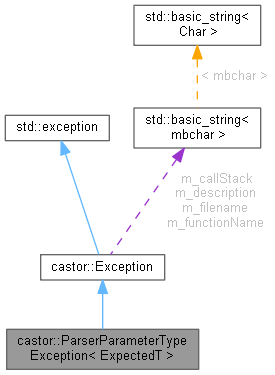 std::basic_string<
Char >
< mbchar >
std::exception
std::basic_string<
mbchar >
m_callStack
m_description
m_filename
m_functionName
castor::Exception
castor::ParserParameterType
Exception< ExpectedT >